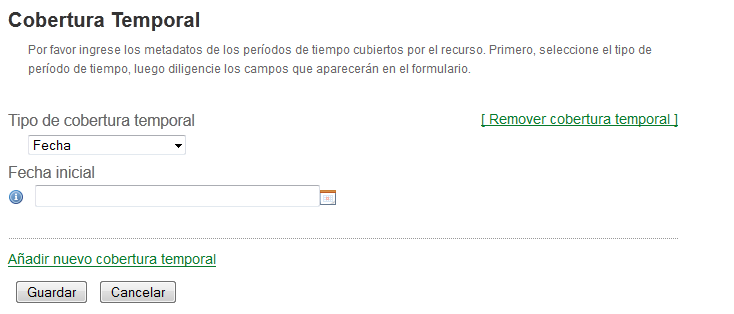 Cobertura Temporal
Por favor ingrese los metadatos de los períodos de tiempo cubiertos por el recurso. Primero, seleccione el tipo de
período de tiempo, luego diligencie los campos que aparecerán en el formulario.
Tipo de cobertura temporal
[ Remover cobertura temporal ]
Fecha
Fecha inicial
Añadir nuevo cobertura temporal
Guardar Cancelar